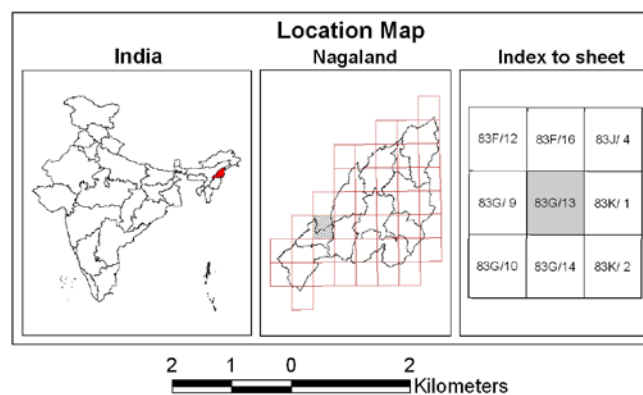 Location Map
India
Nagaland
Index to sheet
83F/12 83F/16 83J/ 4
83G/ 9 83G/13 83K/ 1
83G/10 83G/14 83K/ 2
2 1 0 2
Kilometers